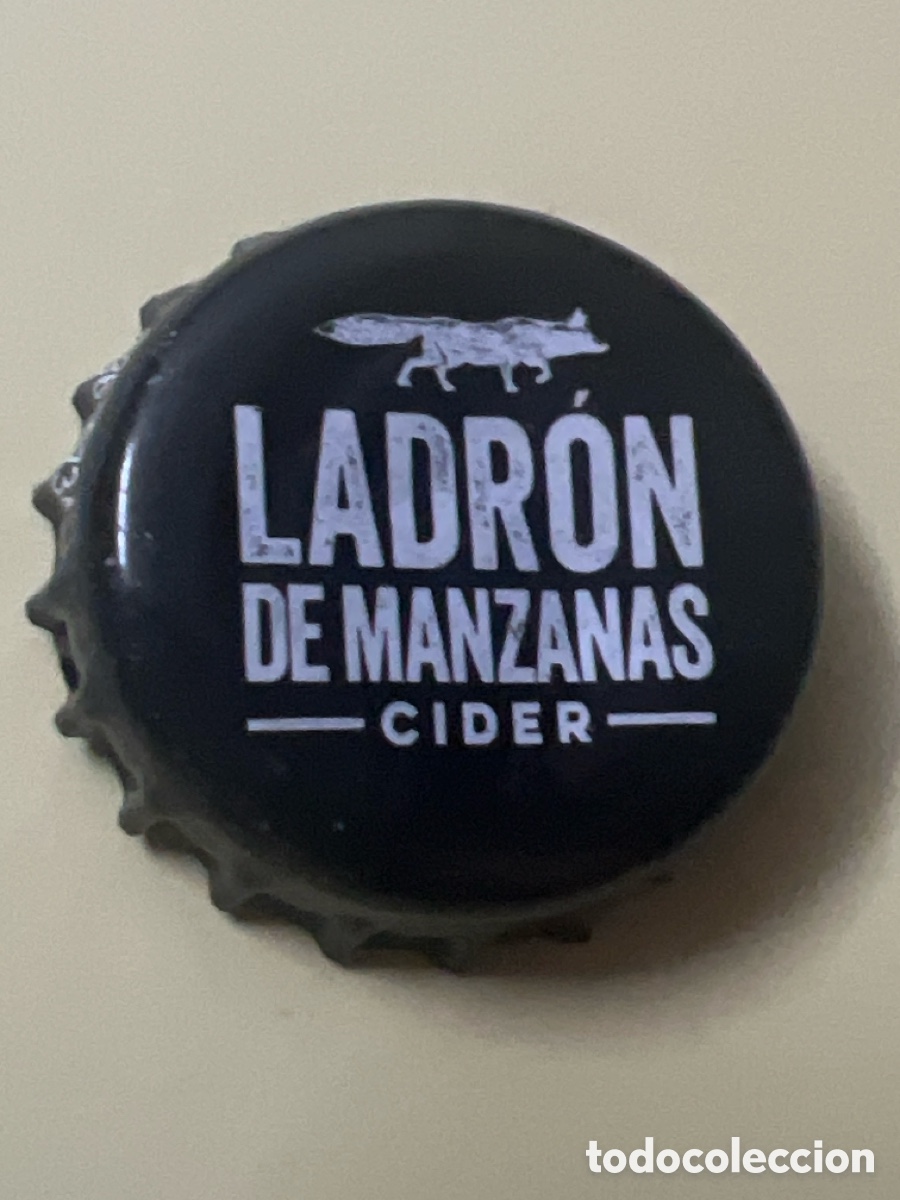 LADRÓN
DE MANZANAS
CIDER
todocoleccion